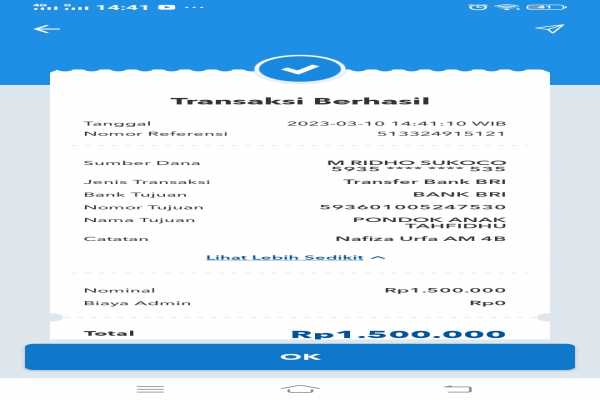 14:41
41
Transaksi Berhasil
Tanggal 2023-03-10 14:41:10 WIB
Nomor Referensi 513324915121
Sumber Dana M RIDHO SUKOCO
5935 **** **** 535
Jenis Transaksi Transfer Bank BRI
Bank Tujuan BANK BRI
Nomor Tujuan 593601005247530
Nama Tujuan PONDOK ANAK
TAHFIDHU
Catatan Nafiza Urfa AM 4B
Lihat Lebih Sedikit
Nominal Rp1.500.000
Biaya Admin Rp0
Total Rp1.500.000
OK